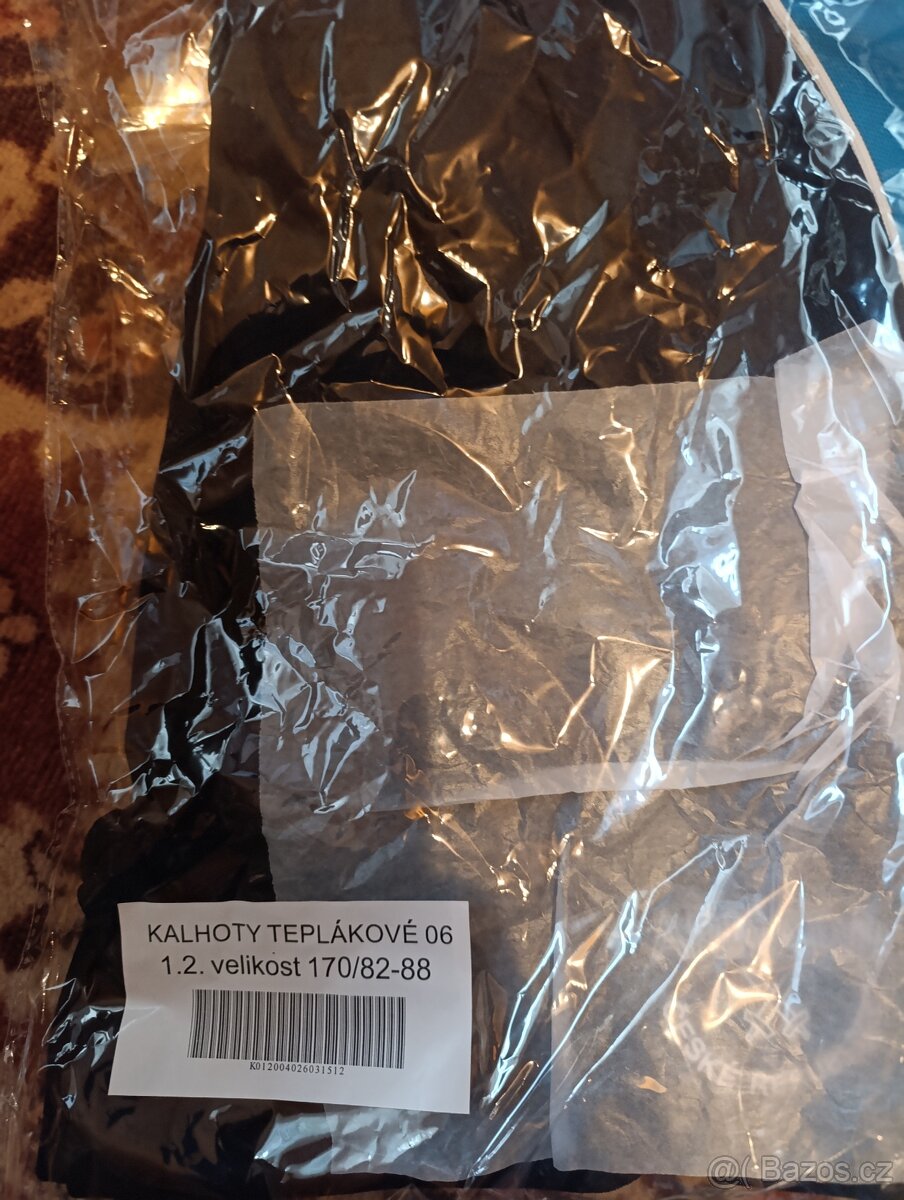 KALHOTY TEPLÁKOVÉ 06
1.2. velikost 170/82-88
K012004026031512
@( Bazos.cz